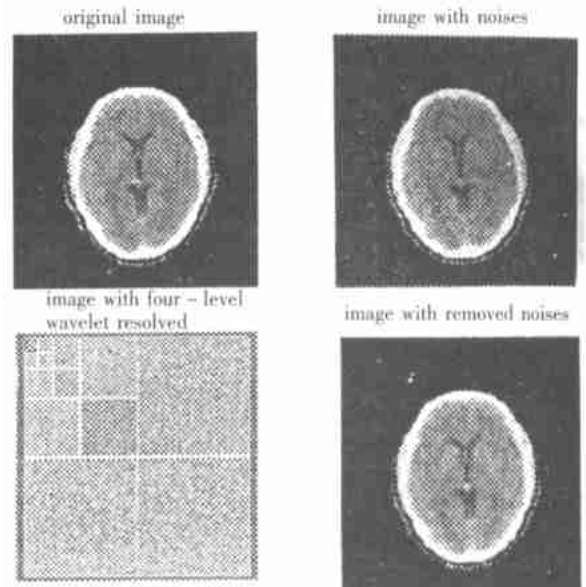 original image
image with noises
image with four – level
wavelet resolved
image with removed noises